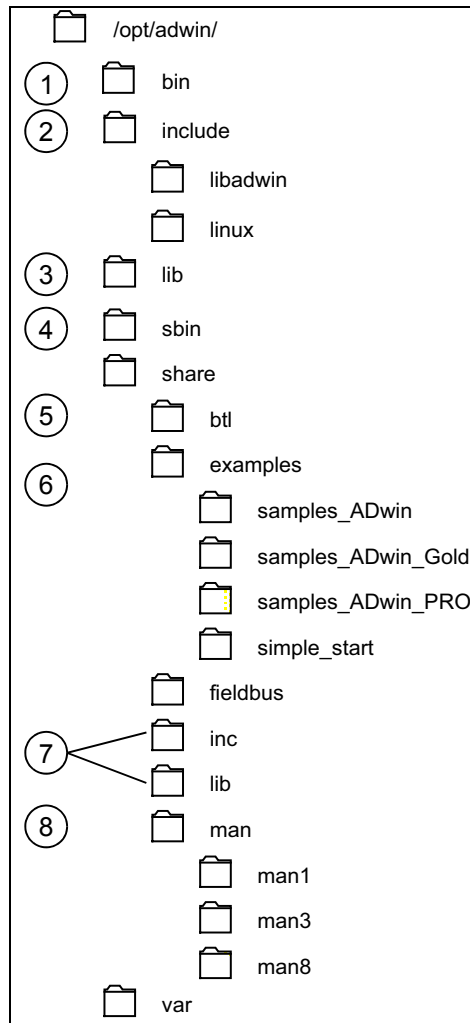 /opt/adwin/
1 bin
2 include
libadwin
linux
3 lib
4 sbin
share
5 btl
examples
6
samples_ADwin
samples_ADwin_Gold
samples_ADwin_PRO
simple_start
fieldbus
inc
7
lib
8 man
man1
man3
man8
var